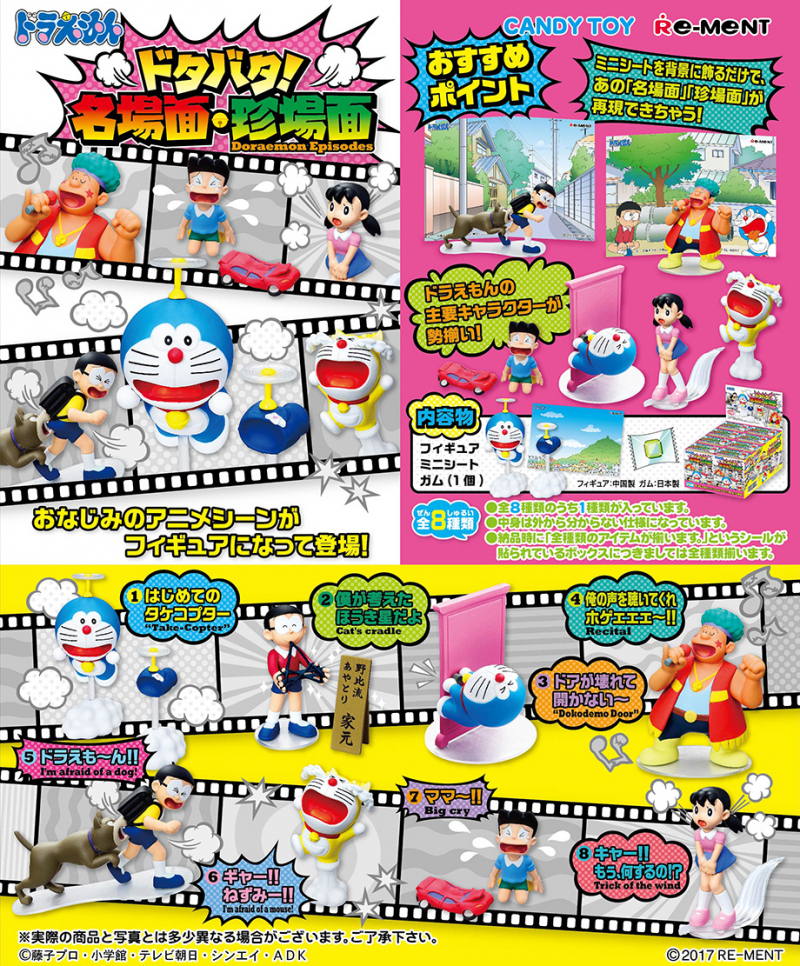 ドラえもん
ドタバタ!
名場面・珍場面
Doraemon Episodes
おなじみのアニメシーンが
フィギュアになって登場!
CANDY TOY Re-MeNT
おすすめ
ポイント
ミニシートを背景に飾るだけで、
あの「名場面」「珍場面」が
再現できちゃう!
ドラえもん
Re-MeNT
ドラえもんの
主要キャラクターが
勢揃い!
内容物
フィギュア
ミニシート
ガム(1個)
フィギュア:中国製 ガム:日本製
ぜん しゅるい
全8種類
●全8種類のうち1種類が入っています。
●中身は外から分からない仕様になっています。
●納品時に「全種類のアイテムが揃います。」というシールが
貼られているボックスにつきましては全種類揃います。
1 はじめての
タケコプター
"Take-Copter"
2 僕が考えた
ほうき星だよ
Cat's cradle
野比流
あやとり
家元
3 ドアが壊れて
開かない~
"Dokodemo Door"
4 俺の声を聴いてくれ
ホゲエエェ~!!
Recital
5 ドラえも~ん!!
I'm afraid of a dog!
6 ギャー!!
ねずみー!!
I'm afraid of a mouse!
7 ママ~!!
Big cry
8 キャー!!
もう、何するの!?
Trick of the wind
※実際の商品と写真とは多少異なる場合がございます。ご了承下さい。
©藤子プロ・小学館・テレビ朝日・シンエイ・ADK
©2017 RE-MENT